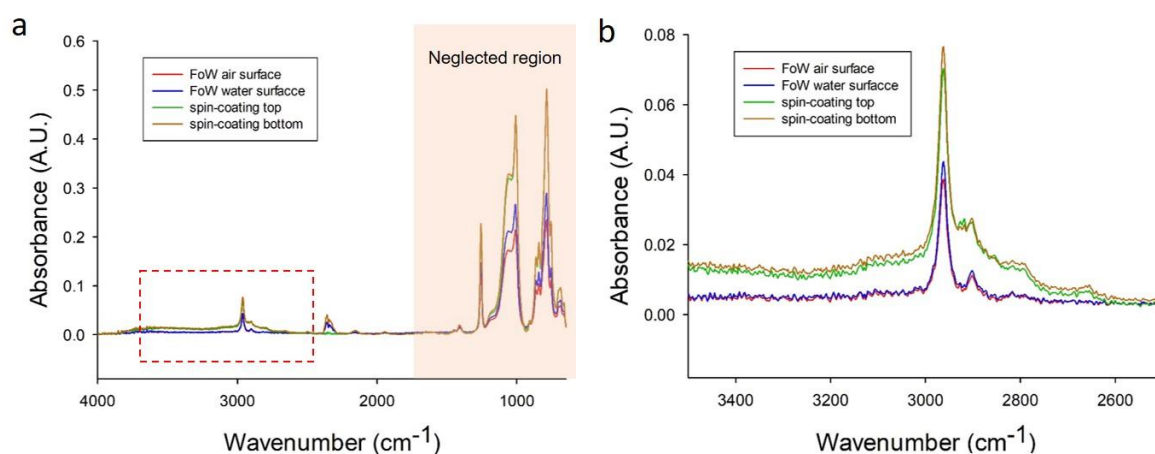 a
0.6
0.5
0.4
0.3
0.2
0.1
0.0
Absorbance (A.U.)
FoW air surface
FoW water surfacce
spin-coating top
spin-coating bottom
Neglected region
4000 3000 2000 1000
Wavenumber (cm⁻¹)
b
0.08
0.06
0.04
0.02
0.00
Absorbance (A.U.)
FoW air surface
FoW water surfacce
spin-coating top
spin-coating bottom
3400 3200 3000 2800 2600
Wavenumber (cm⁻¹)